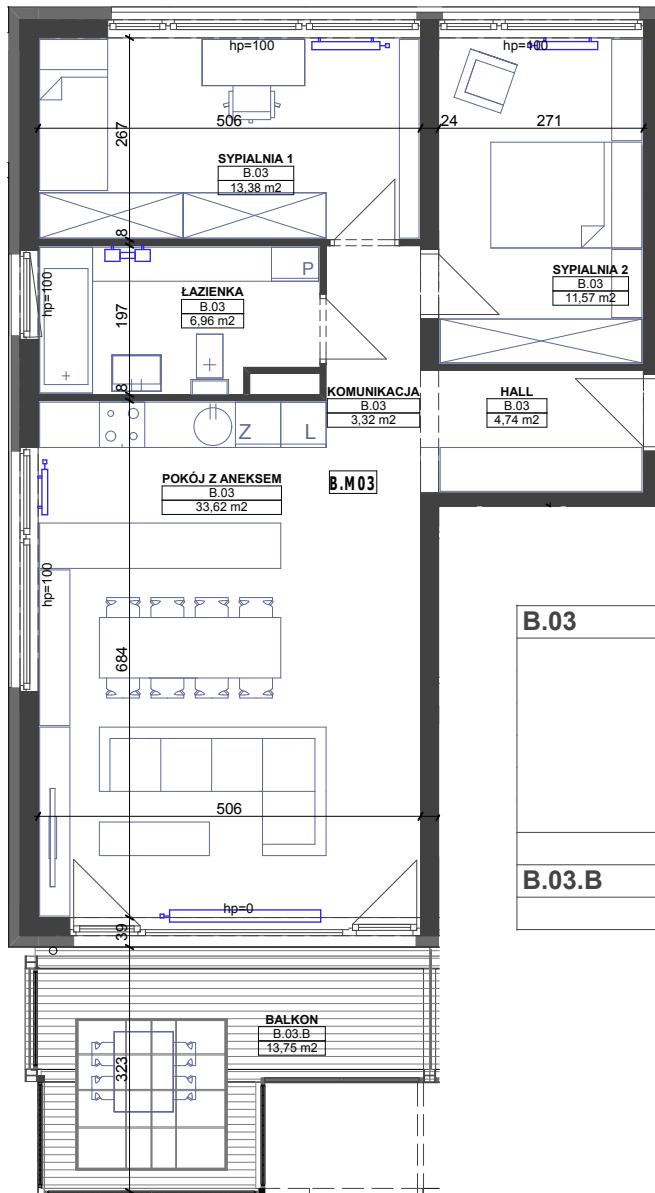 hp=100
hp=100
506
24
271
267
SYPIALNIA 1
B.03
13,38 m2
8
SYPIALNIA 2
B.03
11,57 m2
P
hp=100
ŁAZIENKA
B.03
6,96 m2
197
8
KOMUNIKACJA
B.03
3,32 m2
HALL
B.03
4,74 m2
Z
L
POKÓJ Z ANEKSEM
B.03
33,62 m2
B.M03
hp=100
B.03
684
506
B.03.B
hp=0
39
BALKON
B.03.B
13,75 m2
323